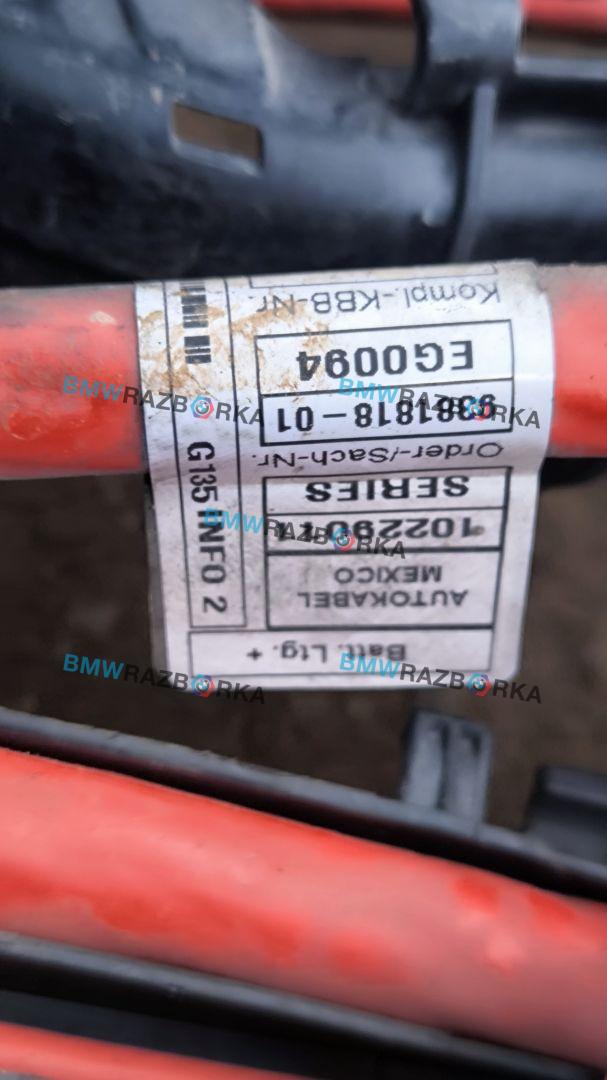 Batt. Ltg +
AUTOKABEL
MEXICO
SERIES
Order-/Sach-Nr.
9381818-01
EG0094
Kompl.-KBB-Nr.
G135 INFO 2
BMWRAZBORKA
BMWRAZBORKA
BMWRAZBORKA
BMWRAZBORKA
BMWRAZBORKA